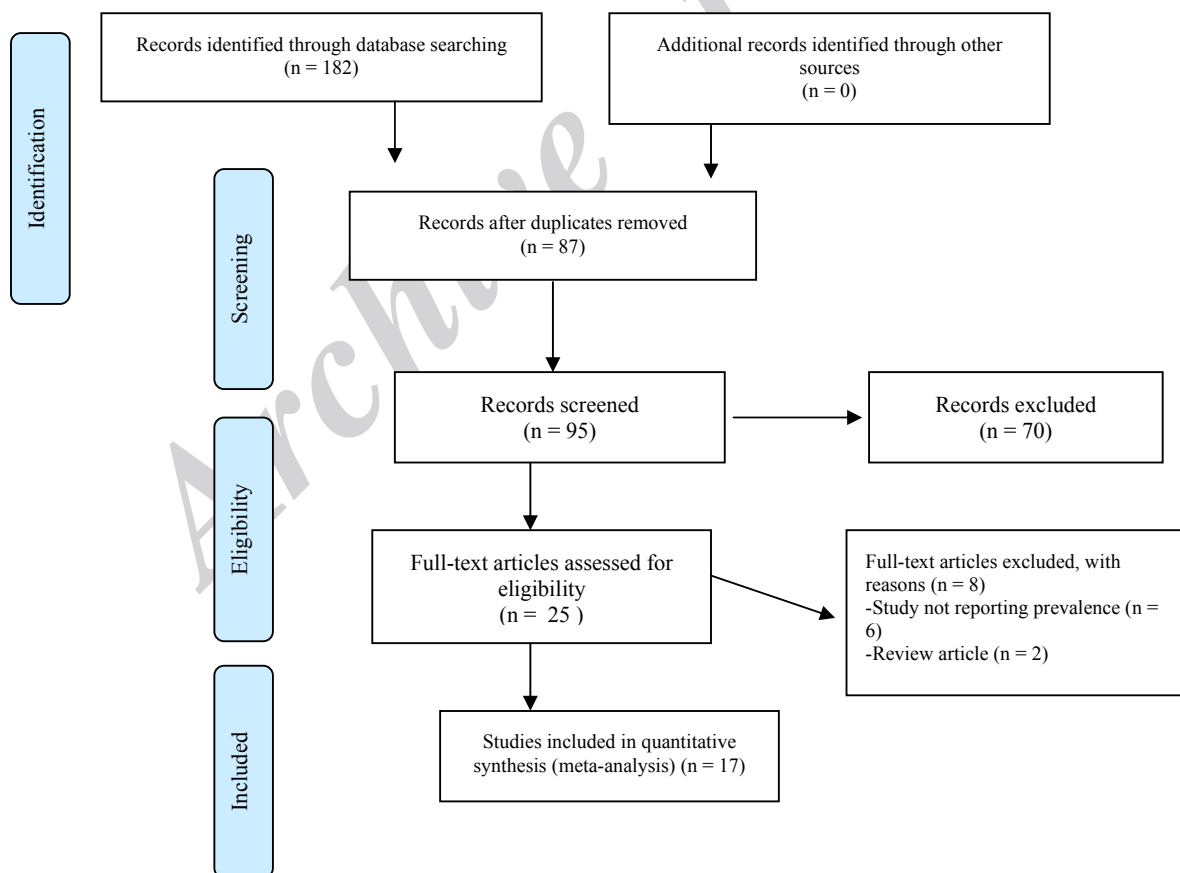 Records identified through database searching
(n = 182)
Additional records identified through other
sources
(n = 0)
Identification
Records after duplicates removed
(n = 87)
Screening
Records screened
(n = 95)
Records excluded
(n = 70)
Eligibility
Full-text articles assessed for
eligibility
(n =  25 )
Full-text articles excluded, with
reasons (n = 8)
-Study not reporting prevalence (n =
6)
-Review article (n = 2)
Studies included in quantitative
synthesis (meta-analysis) (n = 17)
Included